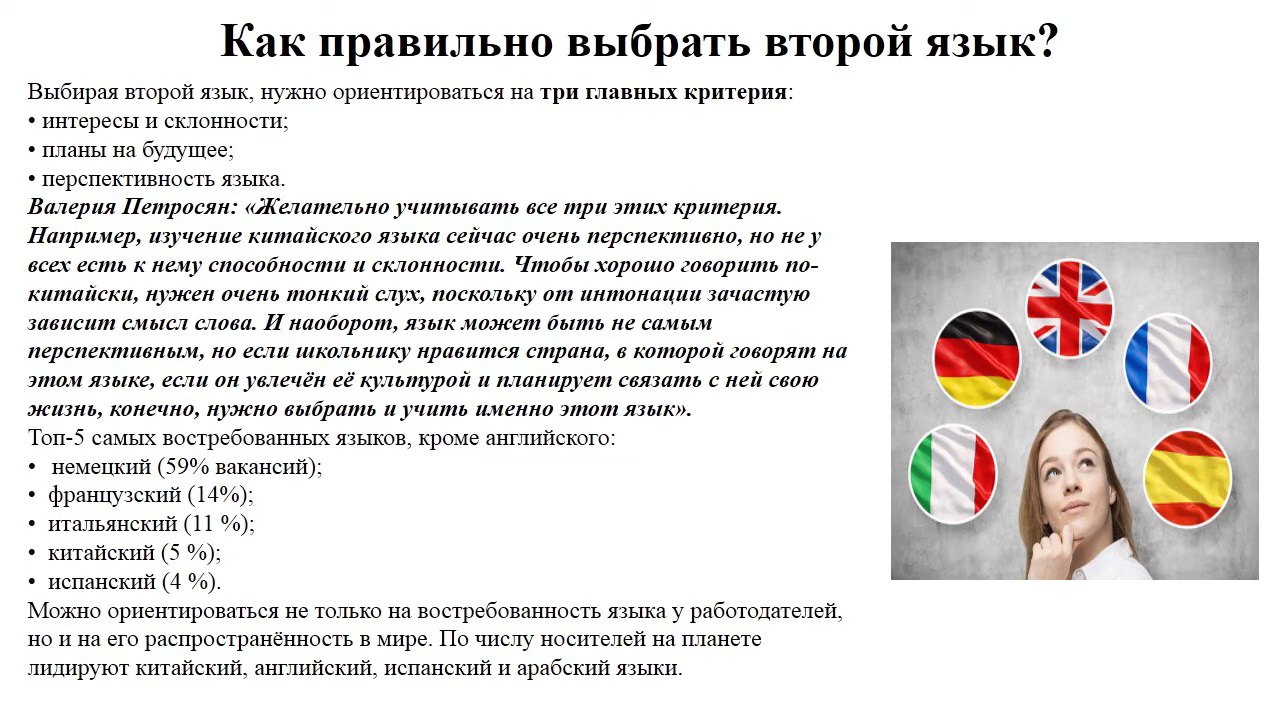 Как правильно выбрать второй язык?
Выбирая второй язык, нужно ориентироваться на три главных критерия:
• интересы и склонности;
• планы на будущее;
• перспективность языка.
Валерия Петросян: «Желательно учитывать все три этих критерия.
Например, изучение китайского языка сейчас очень перспективно, но не у
всех есть к нему способности и склонности. Чтобы хорошо говорить по-
китайски, нужен очень тонкий слух, поскольку от интонации зачастую
зависит смысл слова. И наоборот, язык может быть не самым
перспективным, но если школьнику нравится страна, в которой говорят на
этом языке, если он увлечён её культурой и планирует связать с ней свою
жизнь, конечно, нужно выбрать и учить именно этот язык».
Топ-5 самых востребованных языков, кроме английского:
• немецкий (59% вакансий);
• французский (14%);
• итальянский (11 %);
• китайский (5 %);
• испанский (4 %).
Можно ориентироваться не только на востребованность языка у работодателей,
но и на его распространённость в мире. По числу носителей на планете
лидируют китайский, английский, испанский и арабский языки.